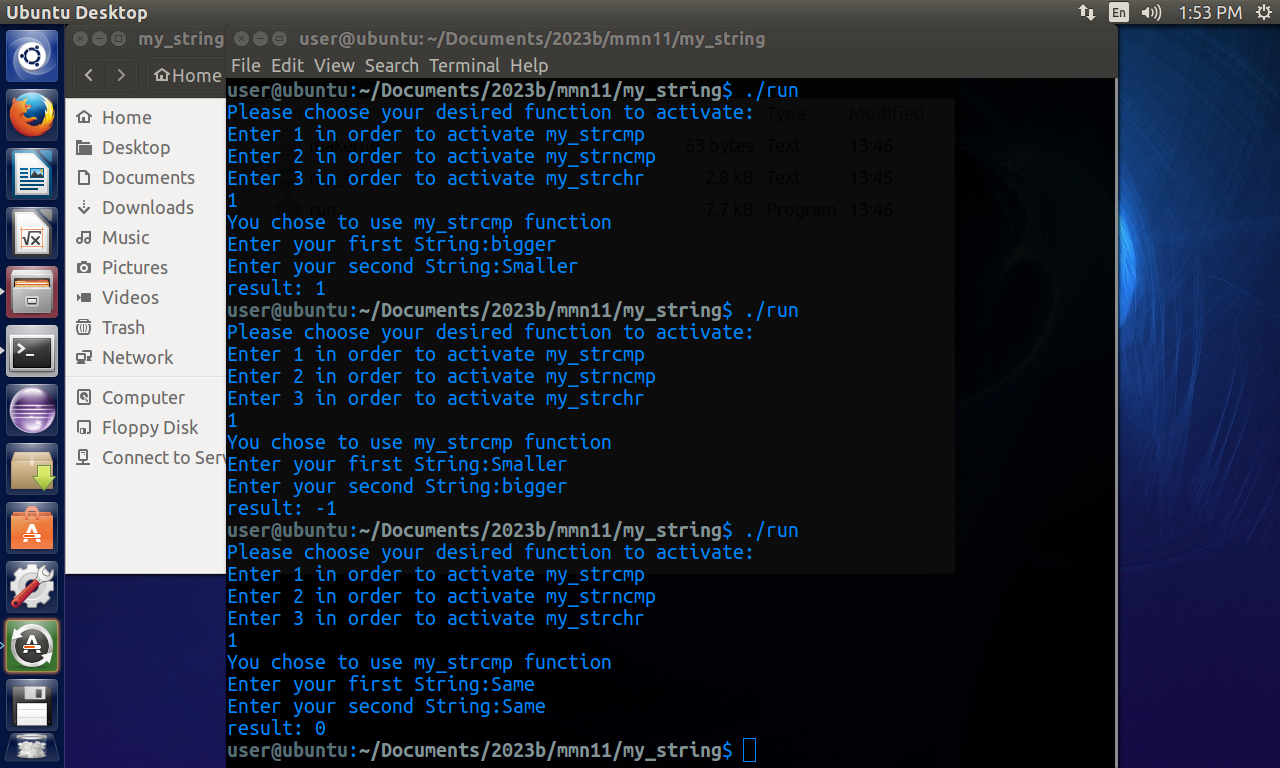 Ubuntu Desktop
En
1:53 PM
my_string
user@ubuntu: ~/Documents/2023b/mmn11/my_string
Home
File Edit View Search Terminal Help
Home
Desktop
Documents
Downloads
Music
Pictures
Videos
Trash
Network
Computer
Floppy Disk
Connect to Serv
Type Modified
63 bytes Text 13:46
2.8 kB Text 13:45
run 7.7 kB Program 13:46
user@ubuntu:~/Documents/2023b/mmn11/my_string$ ./run
Please choose your desired function to activate:
Enter 1 in order to activate my_strcmp
Enter 2 in order to activate my_strncmp
Enter 3 in order to activate my_strchr
1
You chose to use my_strcmp function
Enter your first String:bigger
Enter your second String:Smaller
result: 1
user@ubuntu:~/Documents/2023b/mmn11/my_string$ ./run
Please choose your desired function to activate:
Enter 1 in order to activate my_strcmp
Enter 2 in order to activate my_strncmp
Enter 3 in order to activate my_strchr
1
You chose to use my_strcmp function
Enter your first String:Smaller
Enter your second String:bigger
result: -1
user@ubuntu:~/Documents/2023b/mmn11/my_string$ ./run
Please choose your desired function to activate:
Enter 1 in order to activate my_strcmp
Enter 2 in order to activate my_strncmp
Enter 3 in order to activate my_strchr
1
You chose to use my_strcmp function
Enter your first String:Same
Enter your second String:Same
result: 0
user@ubuntu:~/Documents/2023b/mmn11/my_string$